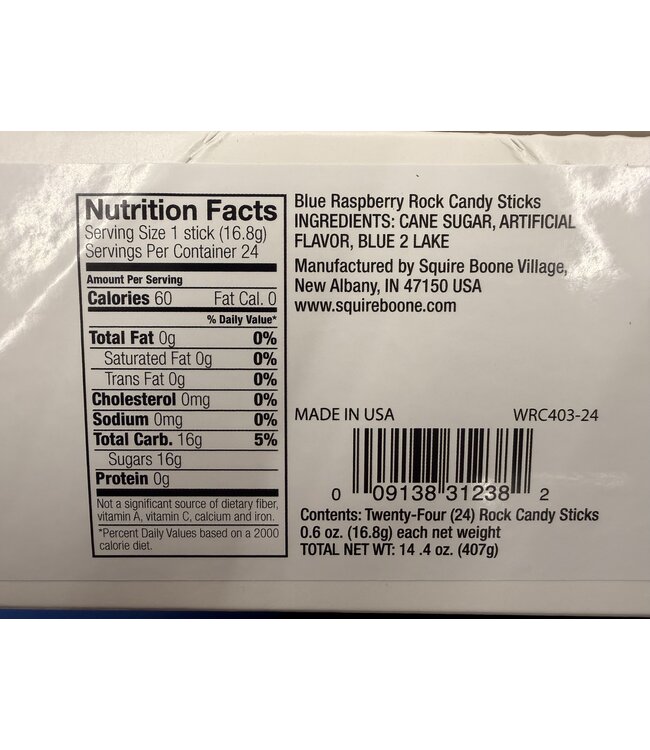 Nutrition Facts
Serving Size 1 stick (16.8g)
Servings Per Container 24
Amount Per Serving
Calories 60 Fat Cal. 0
% Daily Value*
Total Fat 0g 0%
Saturated Fat 0g 0%
Trans Fat 0g 0%
Cholesterol 0mg 0%
Sodium 0mg 0%
Total Carb. 16g 5%
Sugars 16g
Protein 0g
Not a significant source of dietary fiber,
vitamin A, vitamin C, calcium and iron.
*Percent Daily Values based on a 2000
calorie diet.
Blue Raspberry Rock Candy Sticks
INGREDIENTS: CANE SUGAR, ARTIFICIAL
FLAVOR, BLUE 2 LAKE
Manufactured by Squire Boone Village,
New Albany, IN 47150 USA
www.squireboone.com
MADE IN USA WRC403-24
0 09138 31238 2
Contents: Twenty-Four (24) Rock Candy Sticks
0.6 oz. (16.8g) each net weight
TOTAL NET WT: 14 .4 oz. (407g)